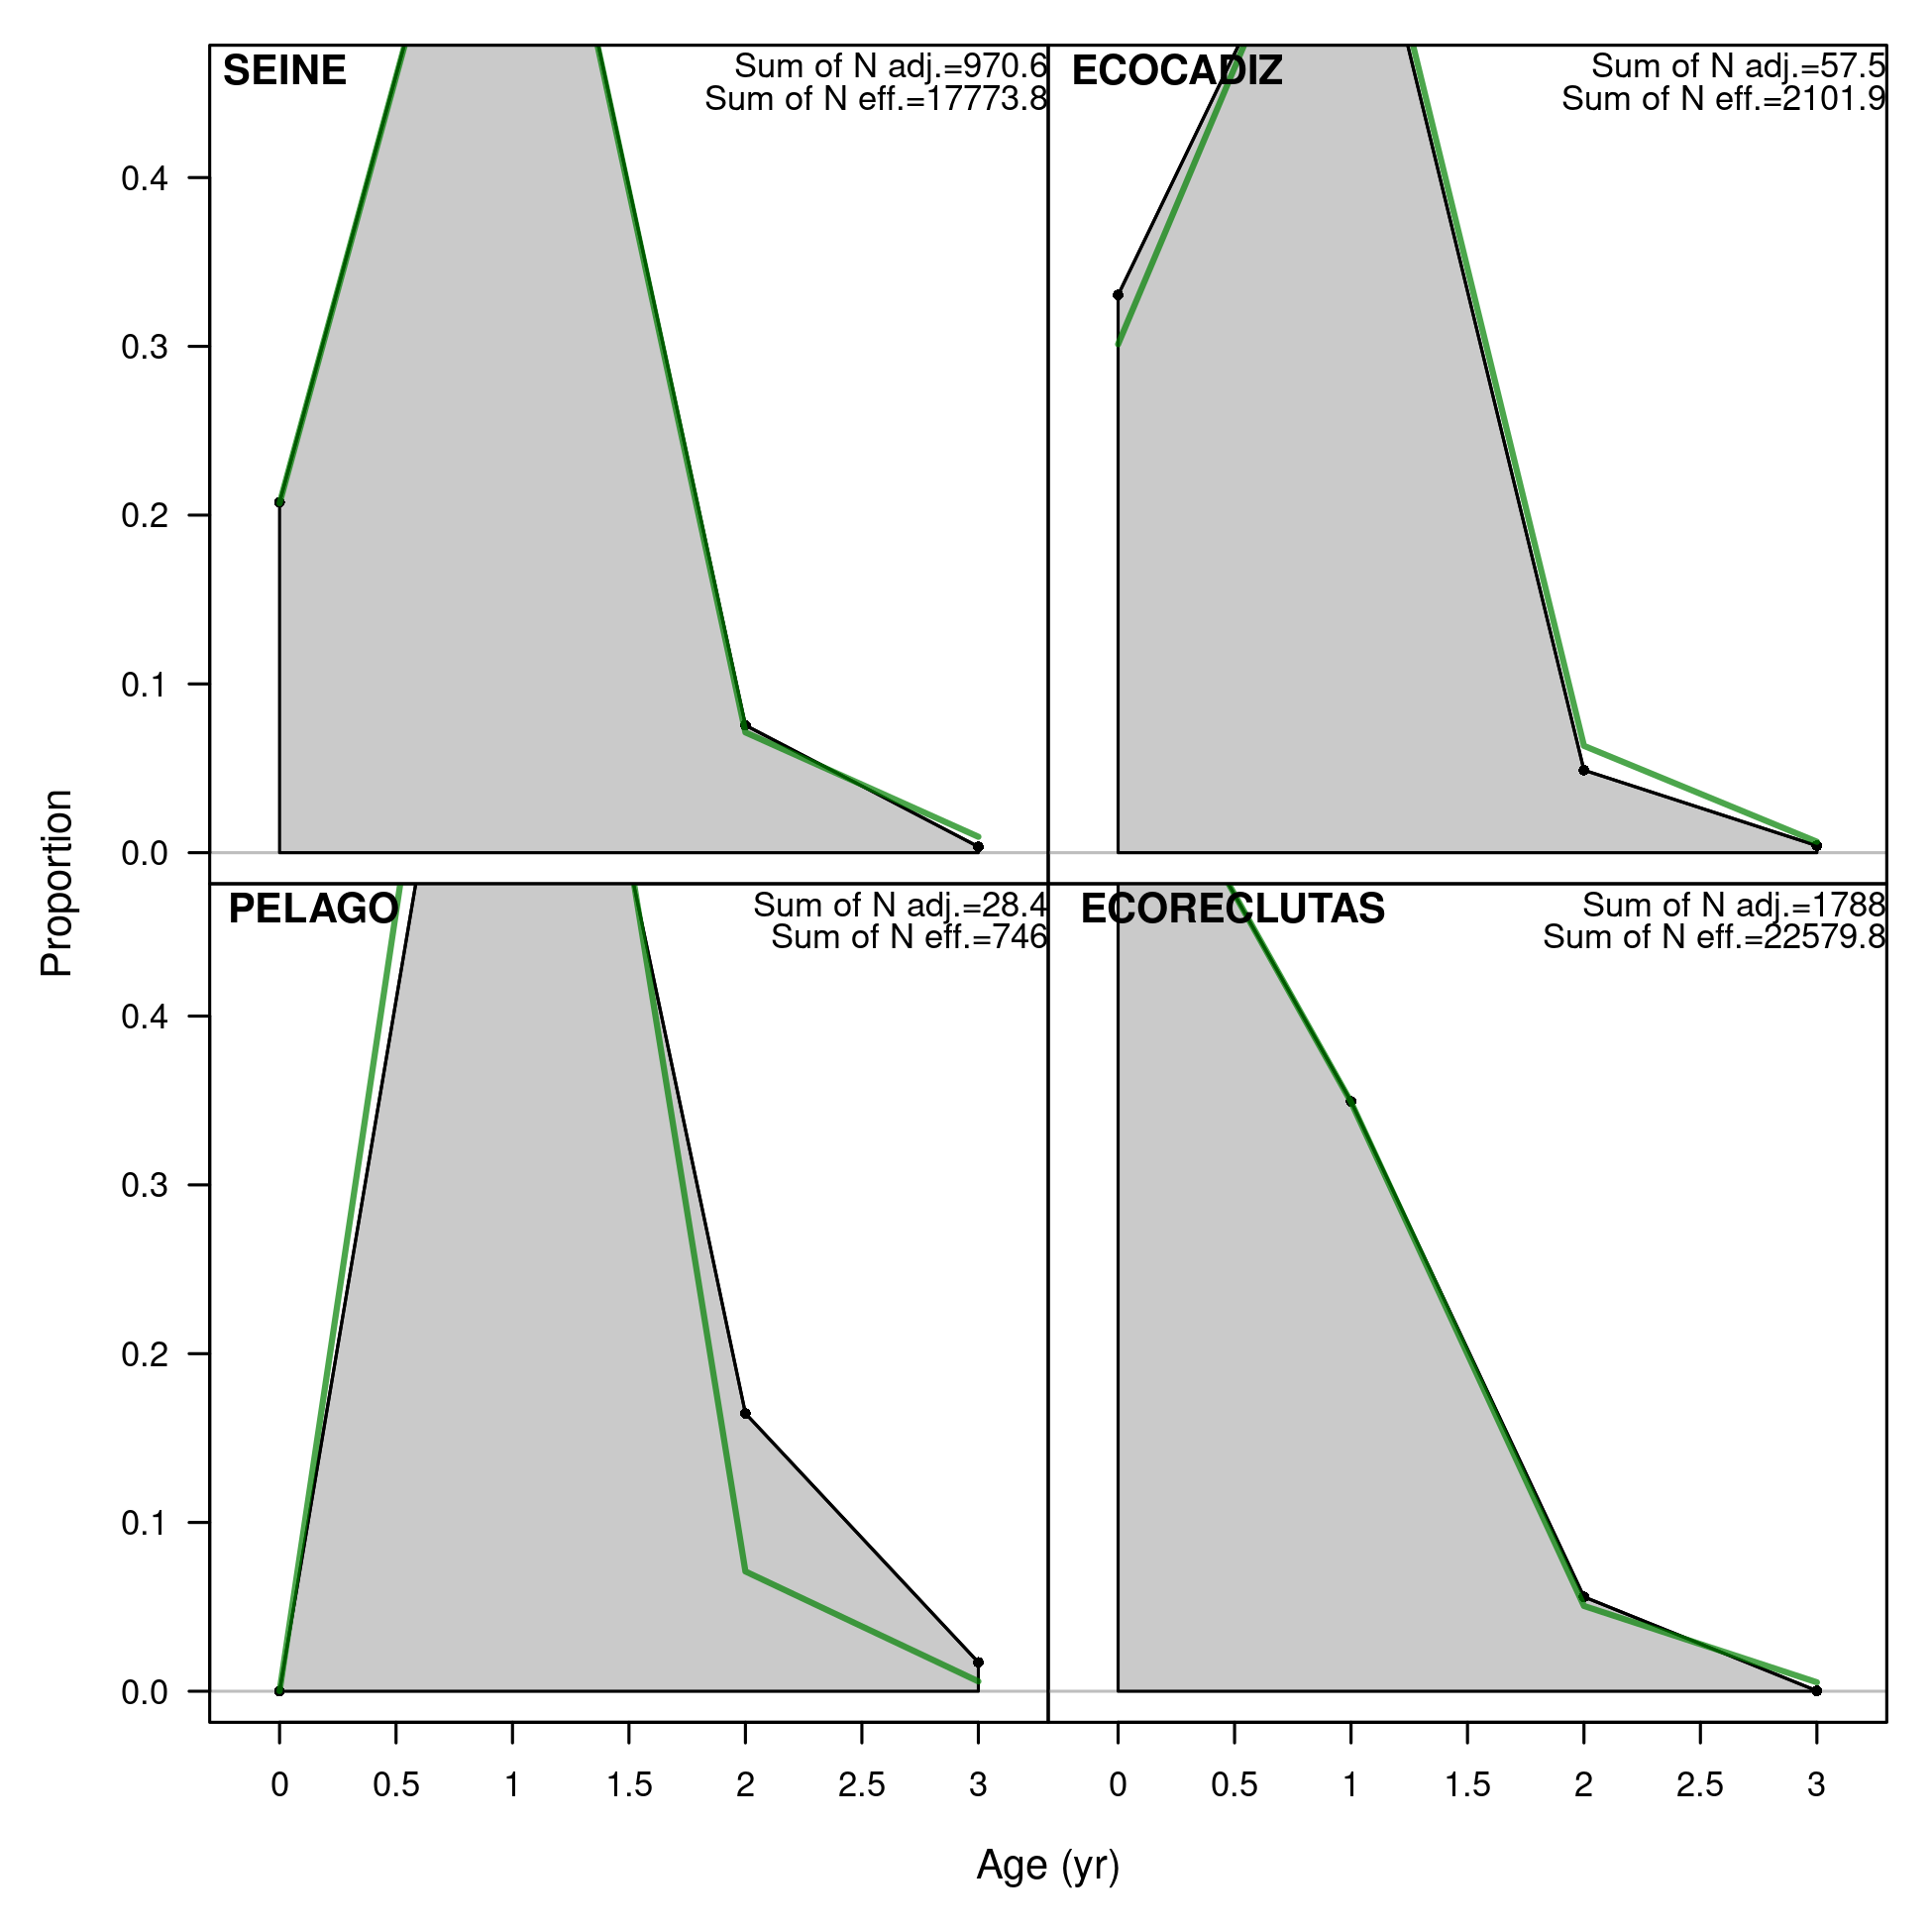 SEINE
Sum of N adj.=970.6
Sum of N eff.=17773.8
ECOCADIZ
Sum of N adj.=57.5
Sum of N eff.=2101.9
0.4
0.3
0.2
0.1
0.0
PELAGO
Sum of N adj.=28.4
Sum of N eff.=746
ECORECLUTAS
Sum of N adj.=1788
Sum of N eff.=22579.8
0.4
0.3
0.2
0.1
0.0
Proportion
0 0.5 1 1.5 2 2.5 3
0 0.5 1 1.5 2 2.5 3
Age (yr)